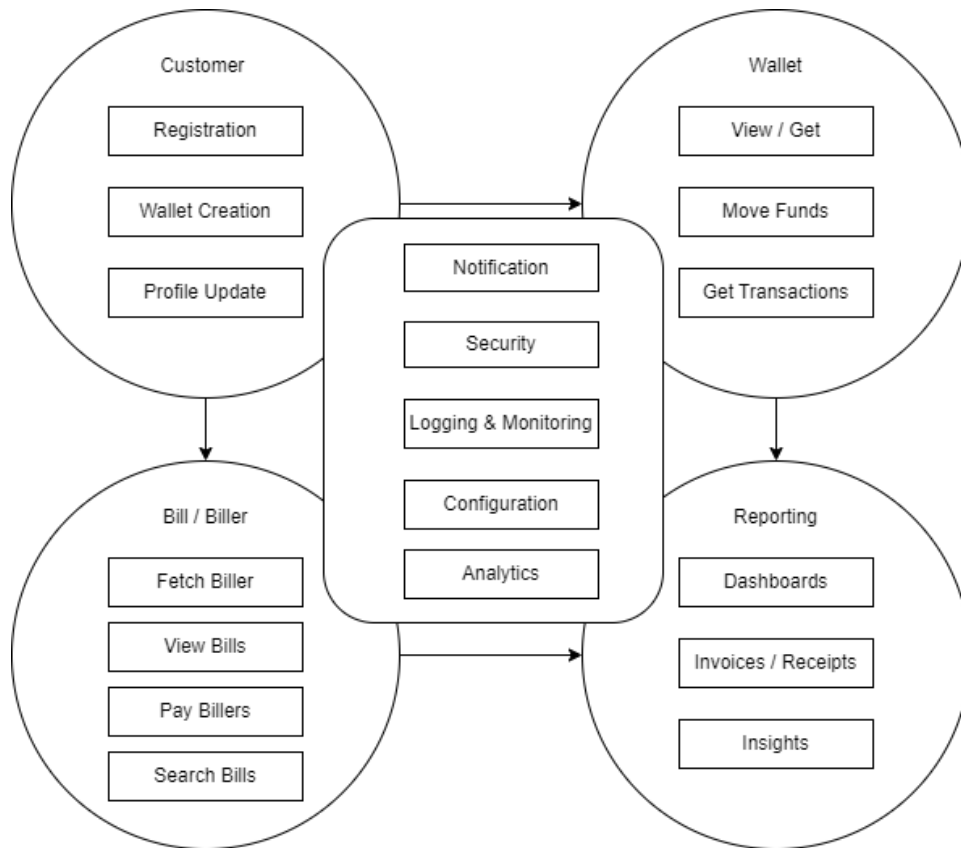 Customer
Registration
Wallet Creation
Profile Update
Wallet
View / Get
Move Funds
Get Transactions
Notification
Security
Logging & Monitoring
Configuration
Analytics
Bill / Biller
Fetch Biller
View Bills
Pay Billers
Search Bills
Reporting
Dashboards
Invoices / Receipts
Insights